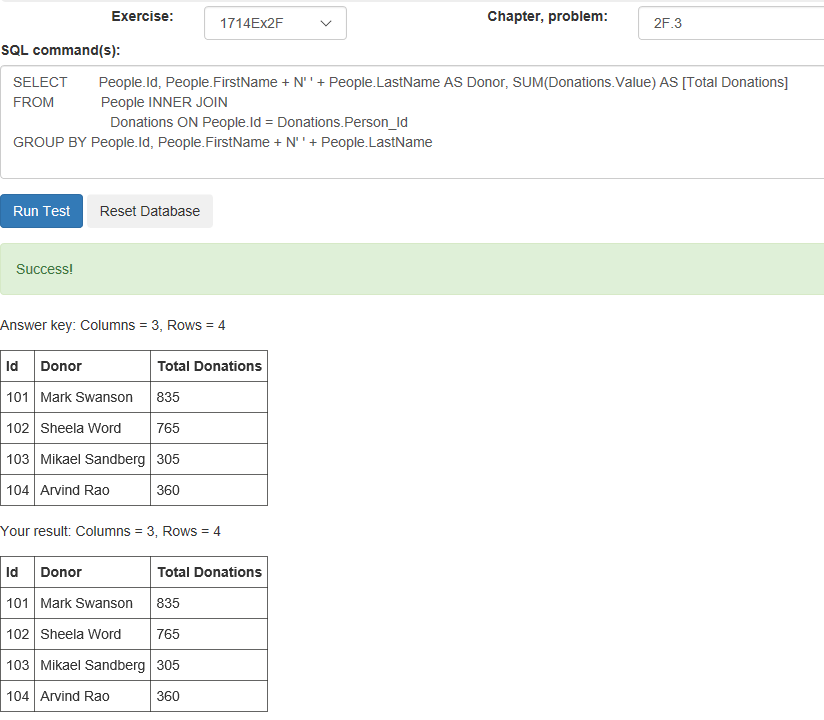 Exercise: 1714Ex2F Chapter, problem: 2F.3
SQL command(s):
SELECT People.Id, People.FirstName + N' ' + People.LastName AS Donor, SUM(Donations.Value) AS [Total Donations]
FROM People INNER JOIN
Donations ON People.Id = Donations.Person_Id
GROUP BY People.Id, People.FirstName + N' ' + People.LastName
Run Test Reset Database
Success!
Answer key: Columns = 3, Rows = 4
Id Donor Total Donations
101 Mark Swanson 835
102 Sheela Word 765
103 Mikael Sandberg 305
104 Arvind Rao 360
Your result: Columns = 3, Rows = 4
Id Donor Total Donations
101 Mark Swanson 835
102 Sheela Word 765
103 Mikael Sandberg 305
104 Arvind Rao 360